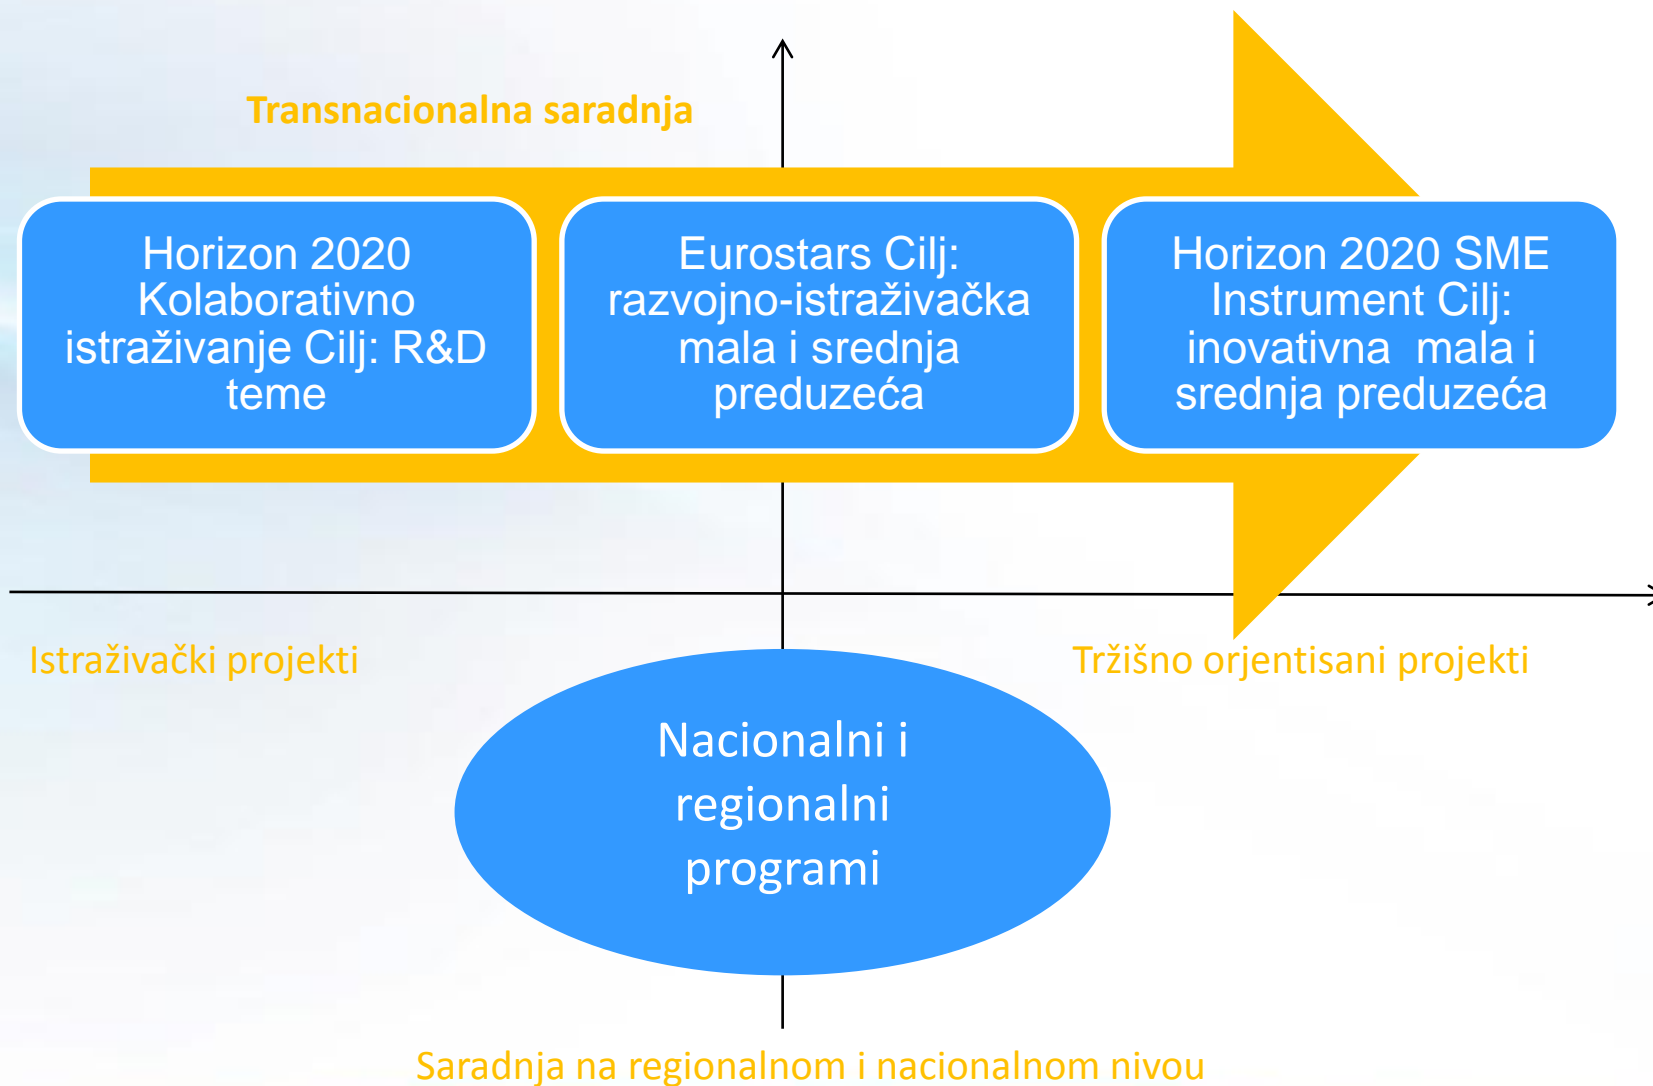 Transnacionalna saradnja
Horizon 2020
Kolaborativno
istraživanje Cilj: R&D
teme
Eurostars Cilj:
razvojno-istraživačka
mala i srednja
preduzeća
Horizon 2020 SME
Instrument Cilj:
inovativna  mala i
srednja preduzeća
Istraživački projekti
Tržišno orjentisani projekti
Nacionalni i
regionalni
programi
Saradnja na regionalnom i nacionalnom nivou